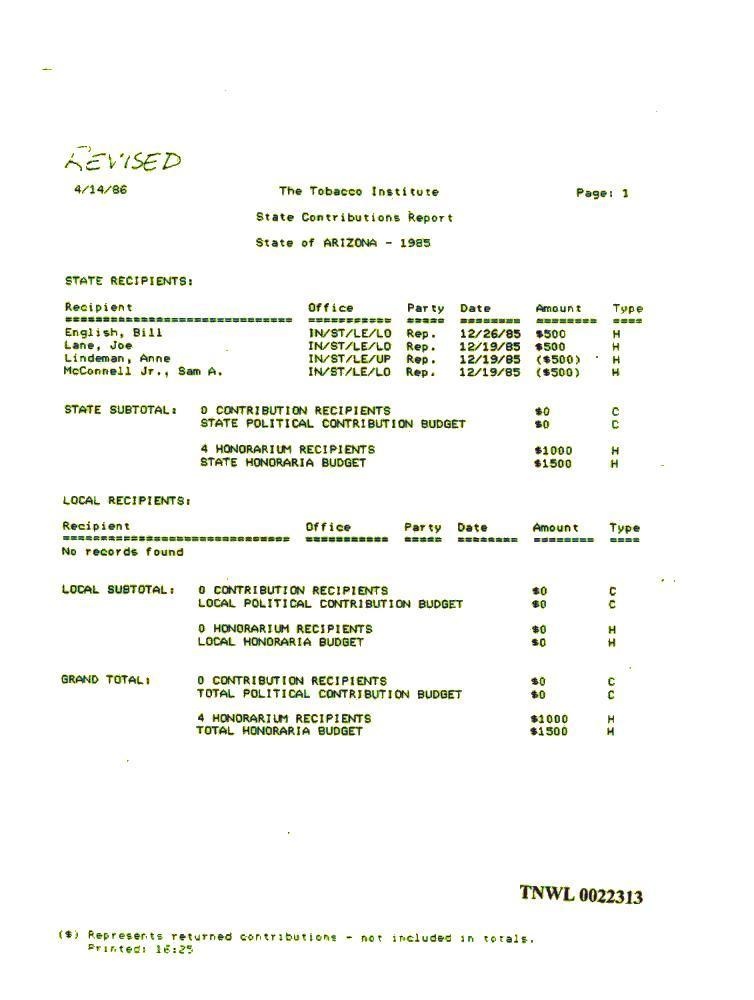 REVISED
4/14/86 The Tobacco Institute Page: 1
State Contributions Report
State of ARIZONA - 1985
STATE RECIPIENTS:
Recipient Office Party Date Amount Type
English, Bill IN/ST/LE/LO Rep. 12/26/85 $500 H
Lane, Joe IN/ST/LE/LO Rep. 12/19/85 $500 H
Lindeman, Anne IN/ST/LE/UP Rep. 12/19/85 ($500) H
McConnell Jr., Sam A. IN/ST/LE/LO Rep. 12/19/85 ($500) H
STATE SUBTOTAL: 0 CONTRIBUTION RECIPIENTS $0 C
STATE POLITICAL CONTRIBUTION BUDGET $0 C
4 HONORARIUM RECIPIENTS $1000 H
STATE HONORARIA BUDGET $1500 H
LOCAL RECIPIENTS:
Recipient Office Party Date Amount Type
No records found
LOCAL SUBTOTAL: 0 CONTRIBUTION RECIPIENTS $0 C
LOCAL POLITICAL CONTRIBUTION BUDGET $0 C
0 HONORARIUM RECIPIENTS $0 H
LOCAL HONORARIA BUDGET $0 H
GRAND TOTAL: 0 CONTRIBUTION RECIPIENTS $0 C
TOTAL POLITICAL CONTRIBUTION BUDGET $0 C
4 HONORARIUM RECIPIENTS $1000 H
TOTAL HONORARIA BUDGET $1500 H
TNWL 0022313
($) Represents returned contributions - not included in totals.
Printed: 16:25